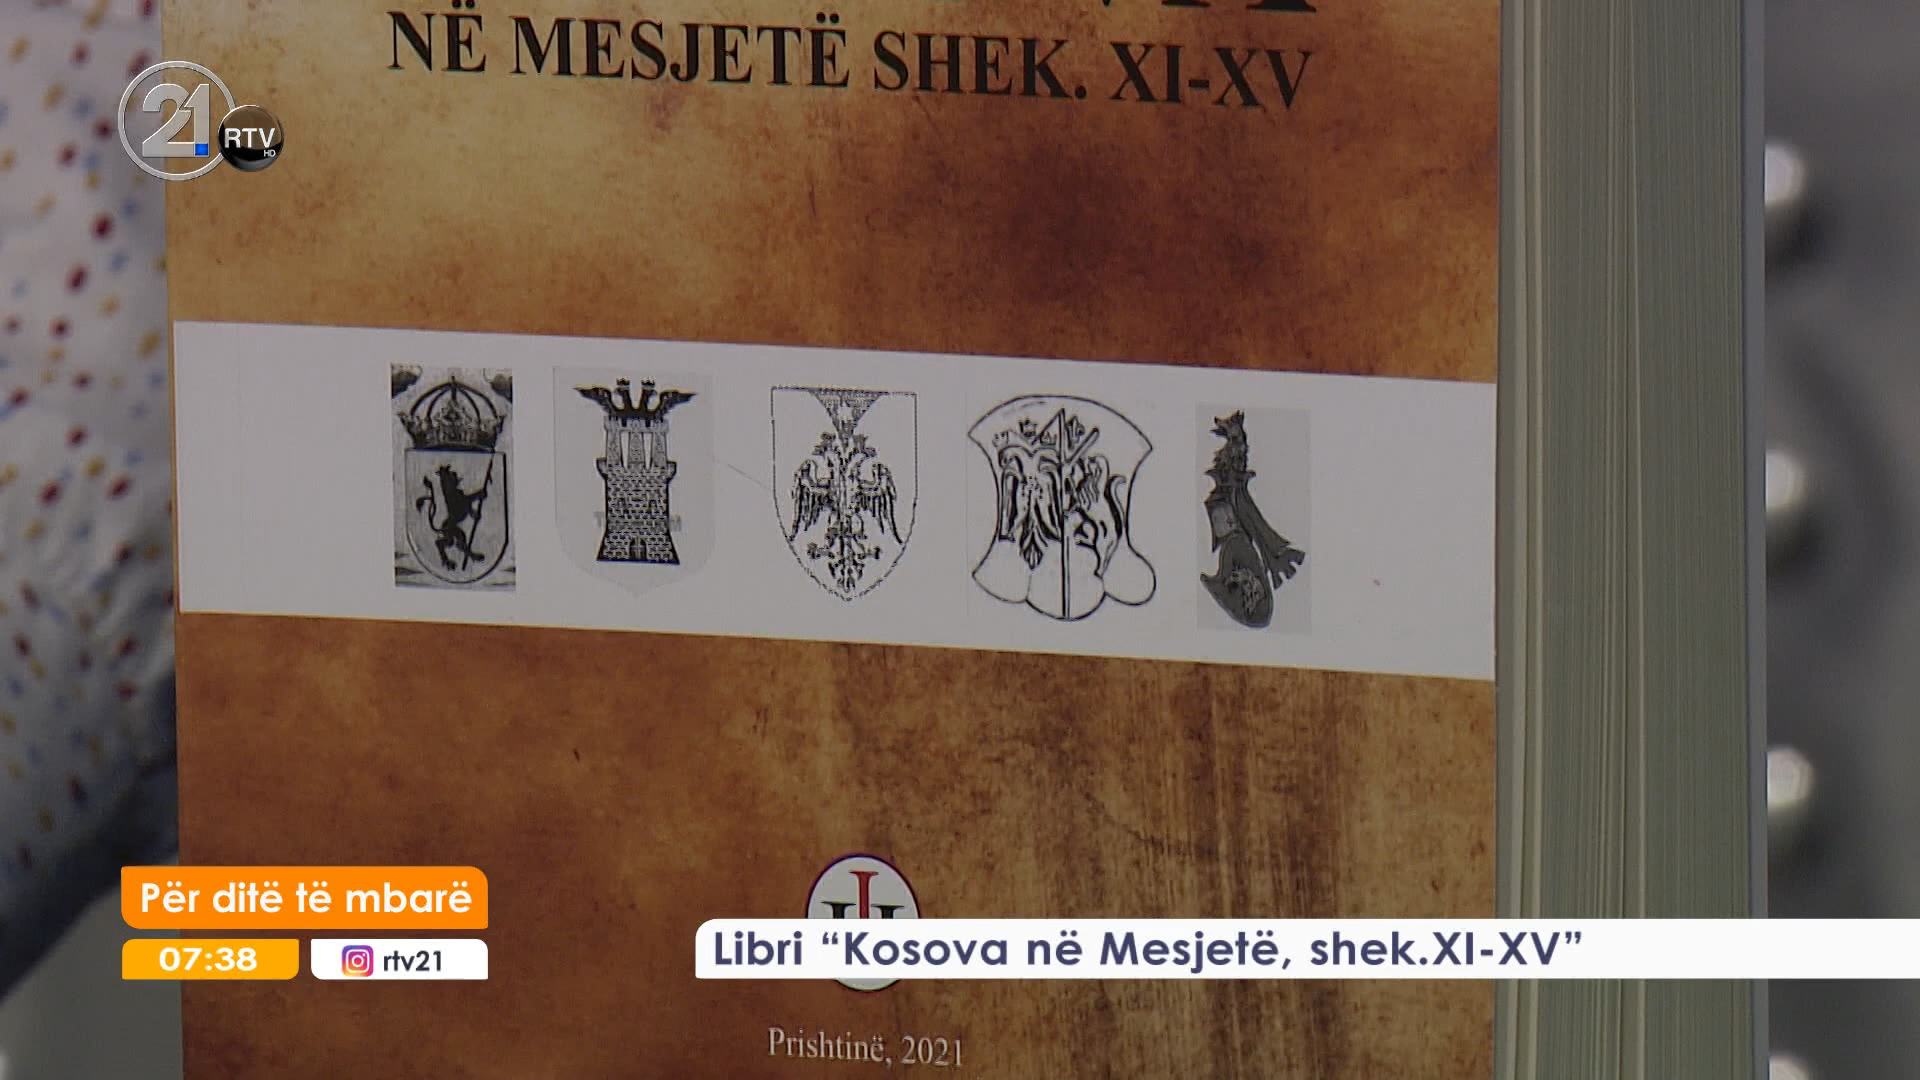 NË MESJETË SHEK. XI-XV
21
RTV
HD
Për ditë të mbarë
07:38
rtv21
Libri “Kosova në Mesjetë, shek.XI-XV”
Prishtinë, 2021